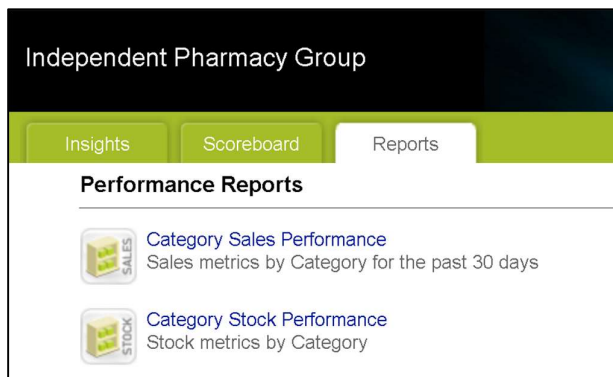 Independent Pharmacy Group
Insights Scoreboard Reports
Performance Reports
SALES
Category Sales Performance
Sales metrics by Category for the past 30 days
STOCK
Category Stock Performance
Stock metrics by Category